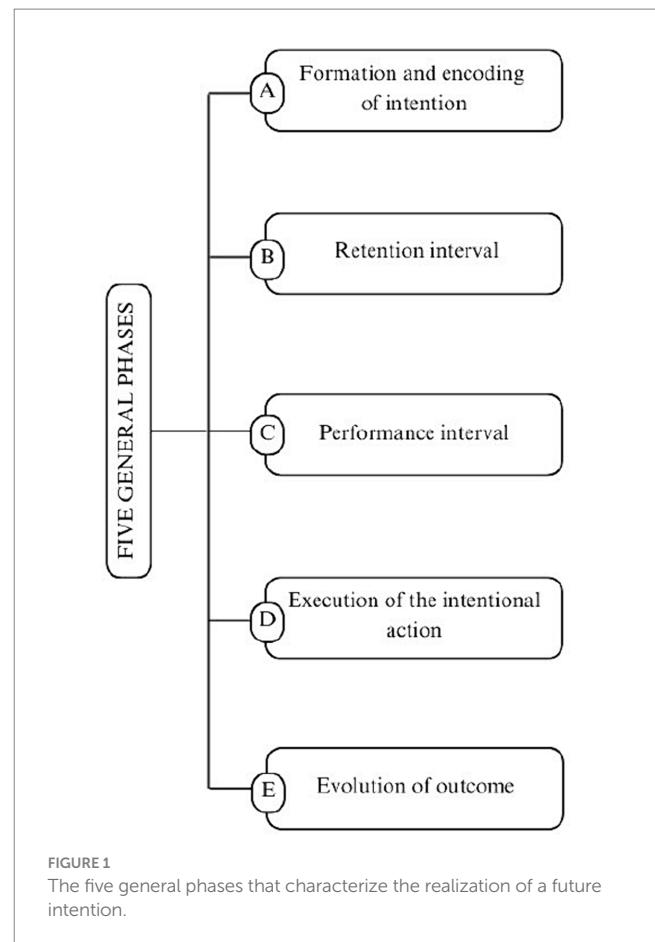 FIVE GENERAL PHASES
A
Formation and encoding
of intention
B
Retention interval
C
Performance interval
D
Execution of the intentional
action
E
Evolution of outcome
FIGURE 1
The five general phases that characterize the realization of a future
intention.